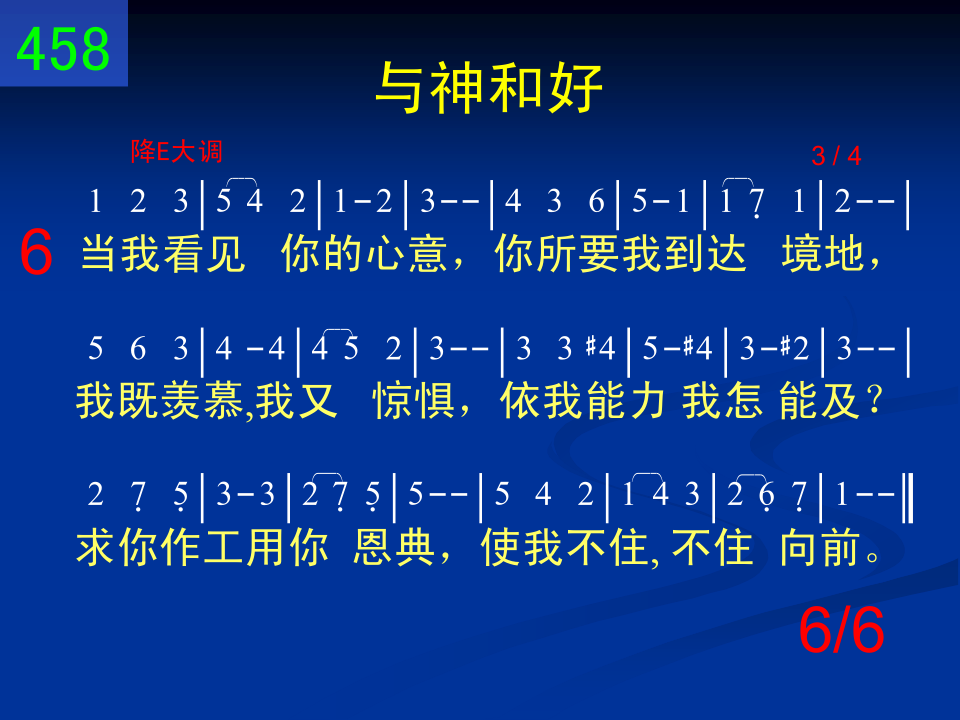 458
与神和好
降E大调 3 / 4
1 2 3|5 4 2|1-2|3--|4 3 6|5-1|1 7̣ 1|2--|
6 当我看见 你的心意，你所要我到达 境地，
5 6 3|4 -4|4 5 2|3--|3 3 #4|5-#4|3-#2|3--|
我既羡慕,我又 惊惧，依我能力 我怎 能及？
2 7̣ 5̣|3-3|2 7̣ 5̣|5--|5 4 2|1 4 3|2 6̣ 7̣|1--‖
求你作工用你 恩典，使我不住, 不住 向前。
6/6